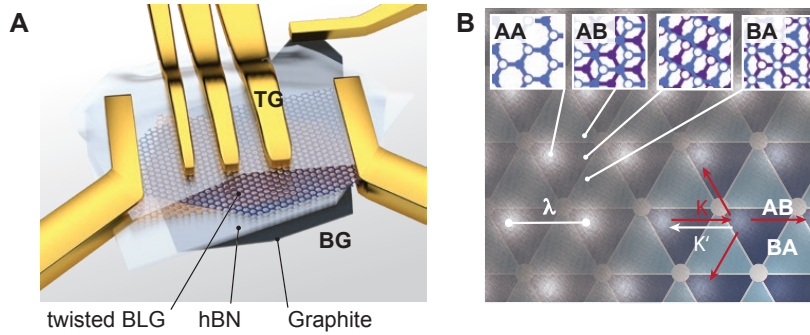 A
TG
BG
twisted BLG hBN Graphite
B
AA AB BA
λ
K AB
K′
BA